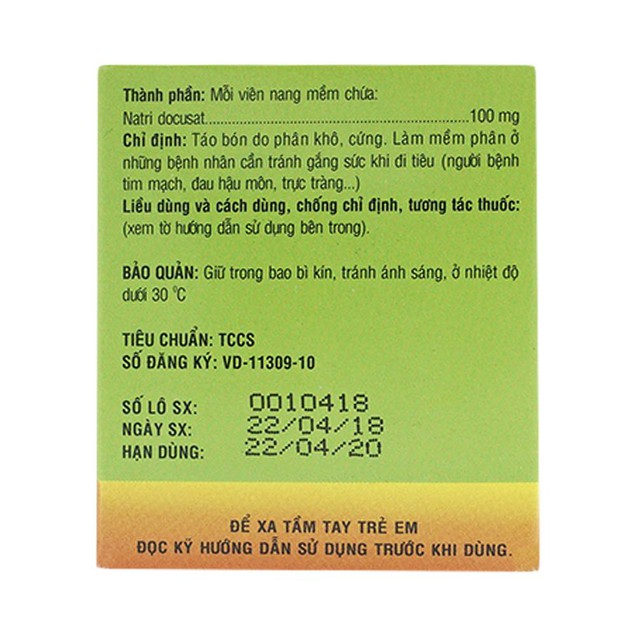 Thành phần: Mỗi viên nang mềm chứa:
Natri docusat..........................................................100 mg
Chỉ định: Táo bón do phân khô, cứng. Làm mềm phân ở
những bệnh nhân cần tránh gắng sức khi đi tiêu (người bệnh
tim mạch, đau hậu môn, trực tràng...)
Liều dùng và cách dùng, chống chỉ định, tương tác thuốc:
(xem tờ hướng dẫn sử dụng bên trong).
BẢO QUẢN: Giữ trong bao bì kín, tránh ánh sáng, ở nhiệt độ
dưới 30 ⁰C
TIÊU CHUẨN: TCCS
SỐ ĐĂNG KÝ: VD-11309-10
SỐ LÔ SX: 0010418
NGÀY SX: 22/04/18
HẠN DÙNG: 22/04/20
ĐỂ XA TẦM TAY TRẺ EM
ĐỌC KỸ HƯỚNG DẪN SỬ DỤNG TRƯỚC KHI DÙNG.